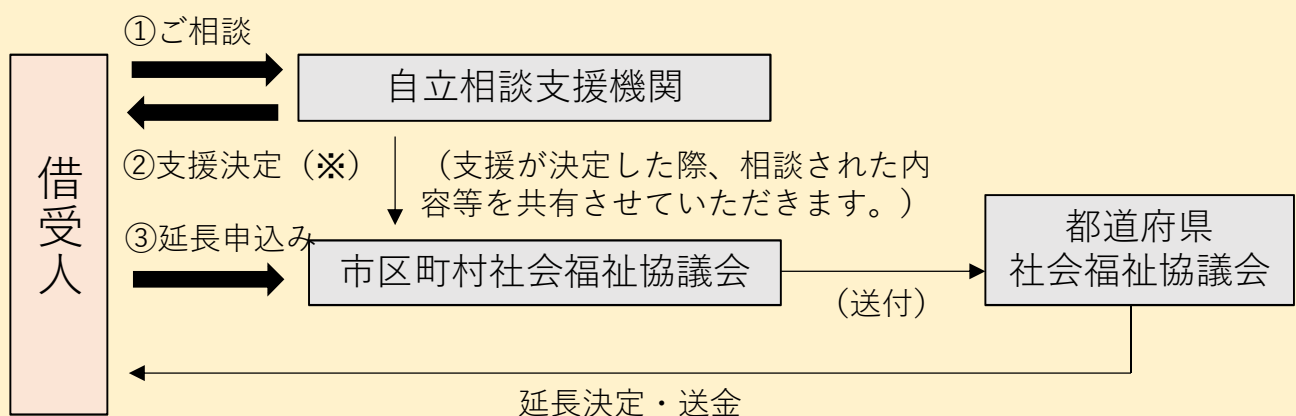 ①ご相談
自立相談支援機関
借受人
②支援決定（※）
（支援が決定した際、相談された内
容等を共有させていただきます。）
③延長申込み
市区町村社会福祉協議会
（送付）
都道府県
社会福祉協議会
延長決定・送金